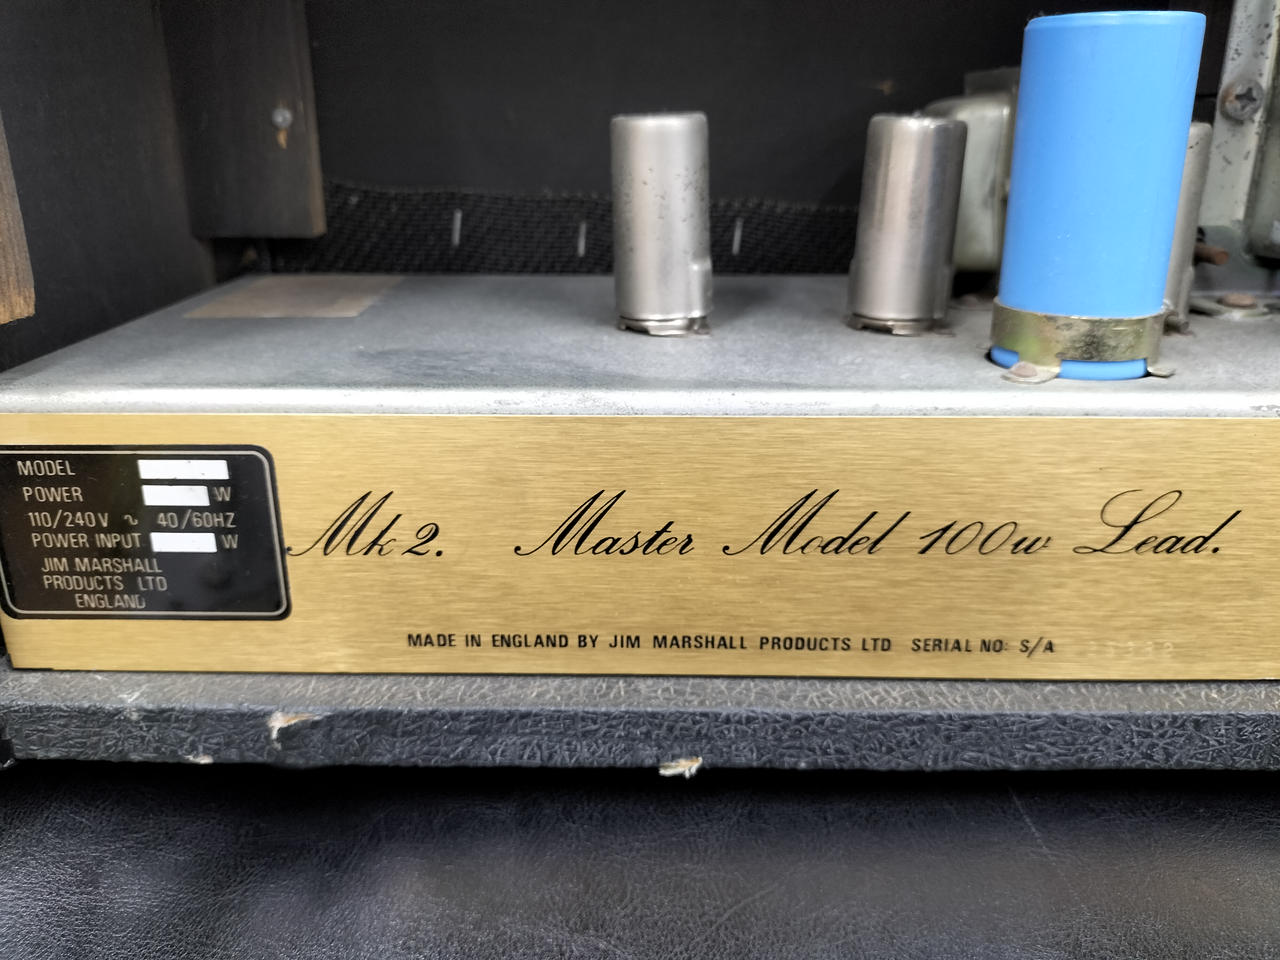 MODEL
POWER W
110/240V ~ 40/60HZ
POWER INPUT W
JIM MARSHALL
PRODUCTS LTD
ENGLAND
Mk 2. Master Model 100w Lead.
MADE IN ENGLAND BY JIM MARSHALL PRODUCTS LTD SERIAL NO: S/A